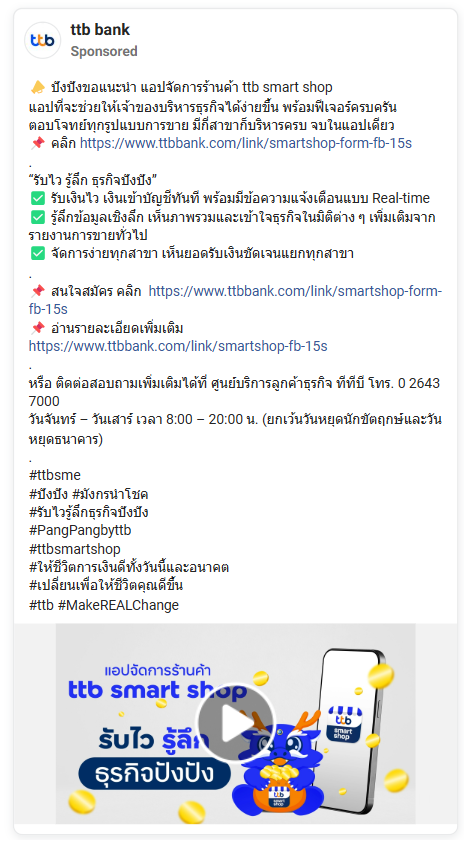 ttb
ttb bank
Sponsored
📣 ปังปังขอแนะนำ แอปจัดการร้านค้า ttb smart shop
แอปที่จะช่วยให้เจ้าของบริหารธุรกิจได้ง่ายขึ้น พร้อมฟีเจอร์ครบครัน
ตอบโจทย์ทุกรูปแบบการขาย มีกี่สาขาก็บริหารครบ จบในแอปเดียว
📌 คลิก https://www.ttbbank.com/link/smartshop-form-fb-15s
.
“รับไว รู้ลึก ธุรกิจปังปัง”
✅ รับเงินไว เงินเข้าบัญชีทันที พร้อมมีข้อความแจ้งเตือนแบบ Real-time
✅ รู้ลึกข้อมูลเชิงลึก เห็นภาพรวมและเข้าใจธุรกิจในมิติต่าง ๆ เพิ่มเติมจาก
รายงานการขายทั่วไป
✅ จัดการง่ายทุกสาขา เห็นยอดรับเงินชัดเจนแยกทุกสาขา
.
📌 สนใจสมัคร คลิก https://www.ttbbank.com/link/smartshop-form-
fb-15s
📌 อ่านรายละเอียดเพิ่มเติม
https://www.ttbbank.com/link/smartshop-fb-15s
.
หรือ ติดต่อสอบถามเพิ่มเติมได้ที่ ศูนย์บริการลูกค้าธุรกิจ ทีทีบี โทร. 0 2643
7000
วันจันทร์ – วันเสาร์ เวลา 8:00 – 20:00 น. (ยกเว้นวันหยุดนักขัตฤกษ์และวัน
หยุดธนาคาร)
.
#ttbsme
#ปังปัง #มังกรนำโชค
#รับไวรู้ลึกธุรกิจปังปัง
#PangPangbyttb
#ttbsmartshop
#ให้ชีวิตการเงินดีทั้งวันนี้และอนาคต
#เปลี่ยนเพื่อให้ชีวิตคุณดีขึ้น
#ttb #MakeREALChange
แอปจัดการร้านค้า
ttb smart shop
รับไว รู้ลึก
ธุรกิจปังปัง
ttb
smart
shop
ttb
smart
shop